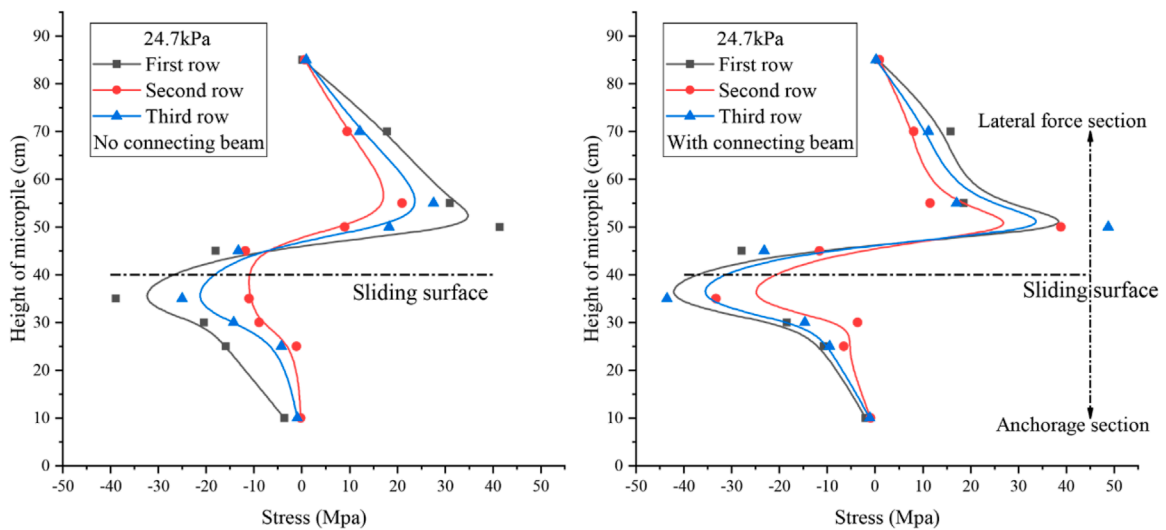 24.7kPa
First row
Second row
Third row
No connecting beam
Sliding surface
Height of micropile (cm)
90
80
70
60
50
40
30
20
10
0
-50 -40 -30 -20 -10 0 10 20 30 40 50
Stress (Mpa)
24.7kPa
First row
Second row
Third row
With connecting beam
Lateral force section
Sliding surface
Anchorage section
Height of micropile (cm)
90
80
70
60
50
40
30
20
10
0
-50 -40 -30 -20 -10 0 10 20 30 40 50
Stress (Mpa)